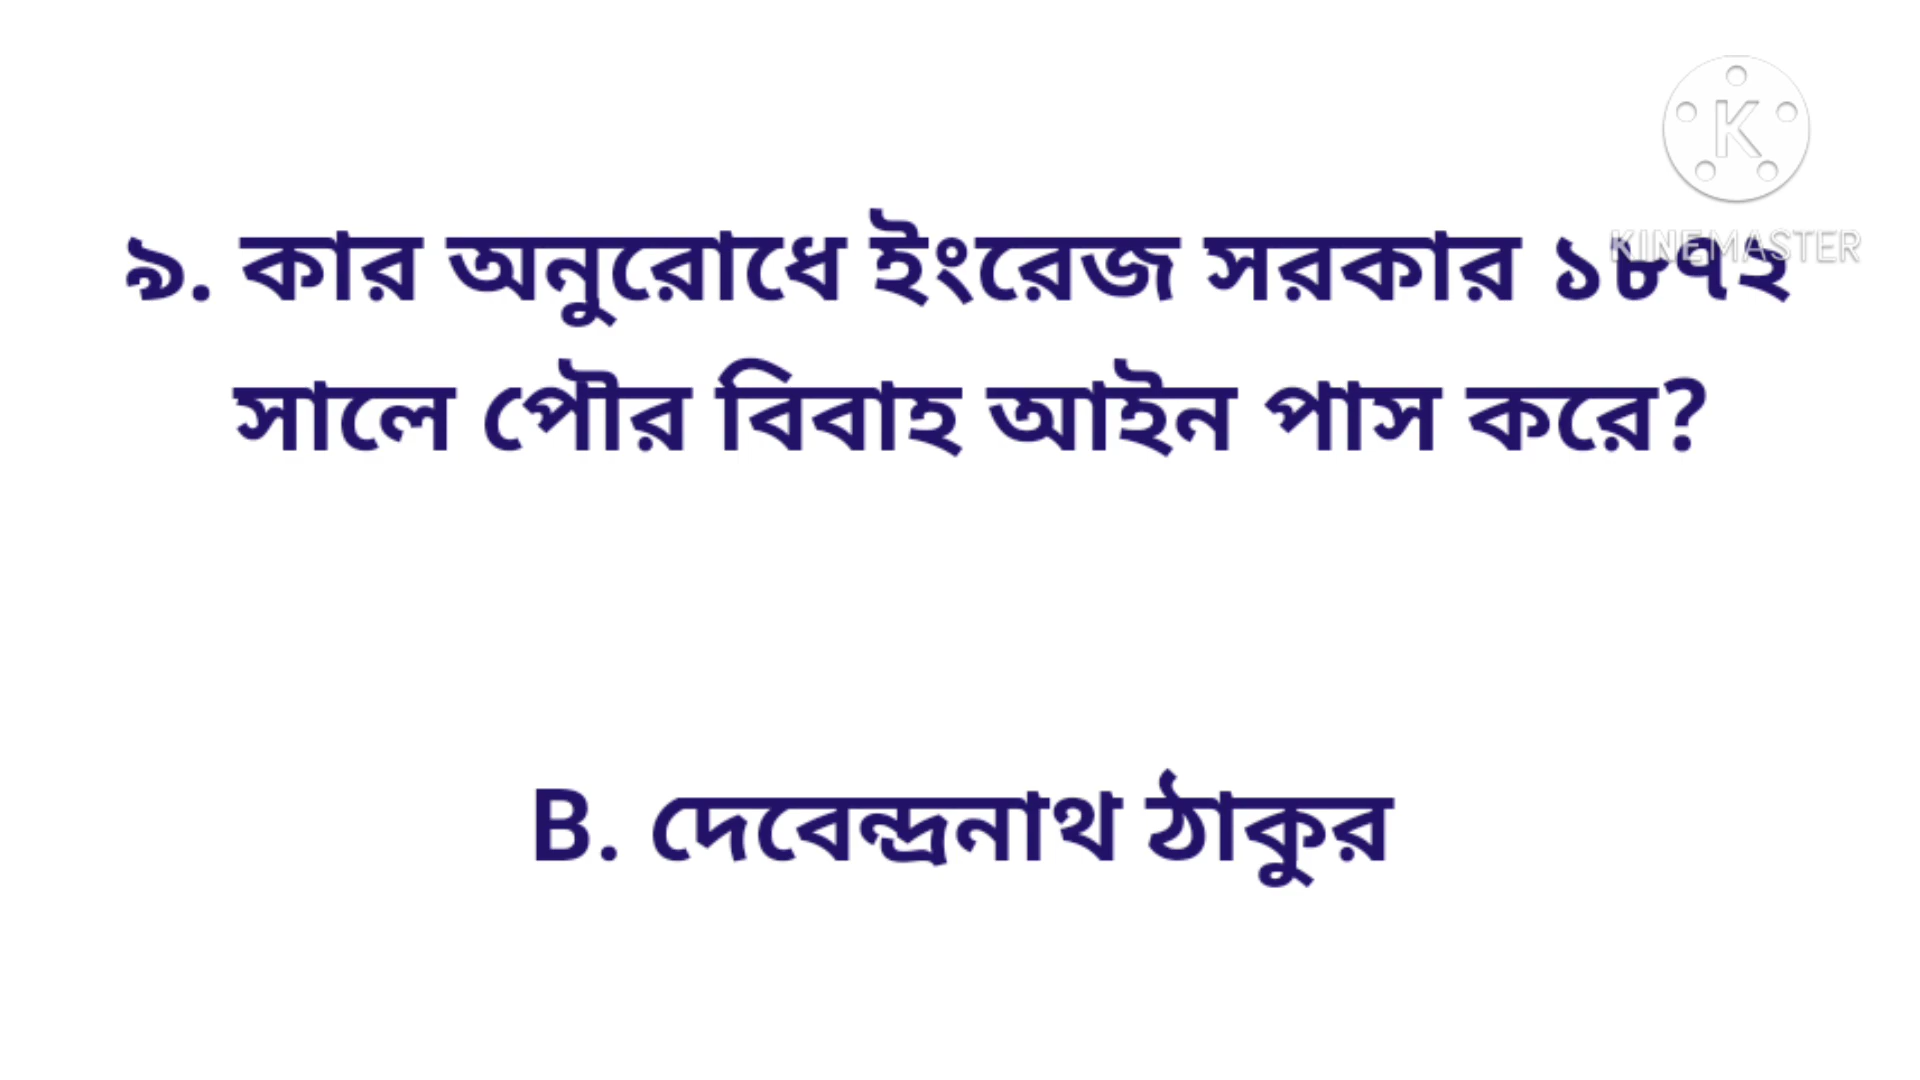 K
KINEMASTER
৯. কার অনুরোধে ইংরেজ সরকার ১৮৭২
সালে পৌর বিবাহ আইন পাস করে?
B. দেবেন্দ্রনাথ ঠাকুর